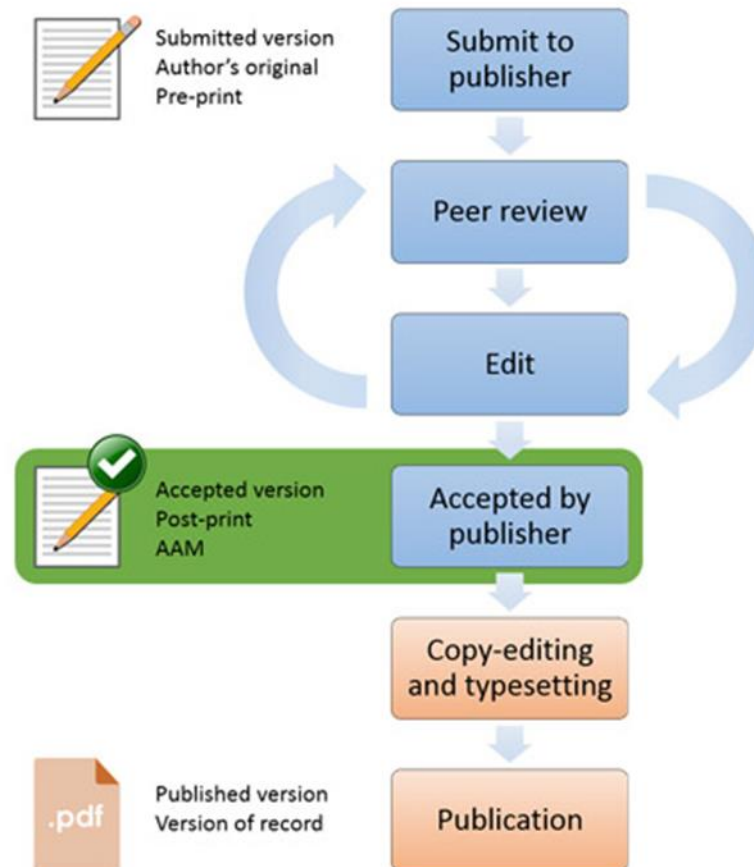 Submitted version
Author's original
Pre-print
Submit to
publisher
Peer review
Edit
Accepted version
Post-print
AAM
Accepted by
publisher
Copy-editing
and typesetting
.pdf
Published version
Version of record
Publication